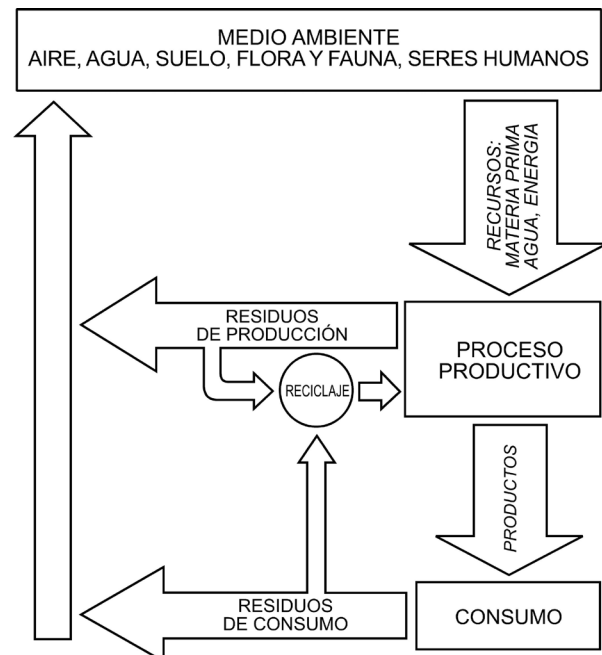 MEDIO AMBIENTE
AIRE, AGUA, SUELO, FLORA Y FAUNA, SERES HUMANOS
RECURSOS:
MATERIA PRIMA
AGUA, ENERGIA
RESIDUOS
DE PRODUCCIÓN
PROCESO
PRODUCTIVO
RECICLAJE
PRODUCTOS
RESIDUOS
DE CONSUMO
CONSUMO